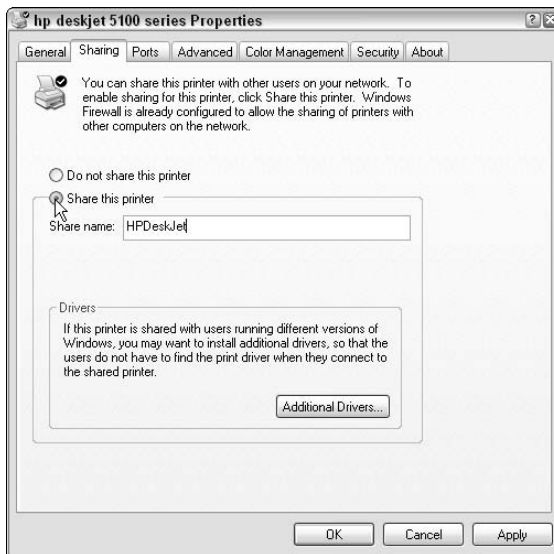 hp deskjet 5100 series Properties
General Sharing Ports Advanced Color Management Security About
You can share this printer with other users on your network. To
enable sharing for this printer, click Share this printer. Windows
Firewall is already configured to allow the sharing of printers with
other computers on the network.
Do not share this printer
Share this printer
Share name: HPDeskJet
Drivers
If this printer is shared with users running different versions of
Windows, you may want to install additional drivers, so that the
users do not have to find the print driver when they connect to
the shared printer.
Additional Drivers...
OK Cancel Apply